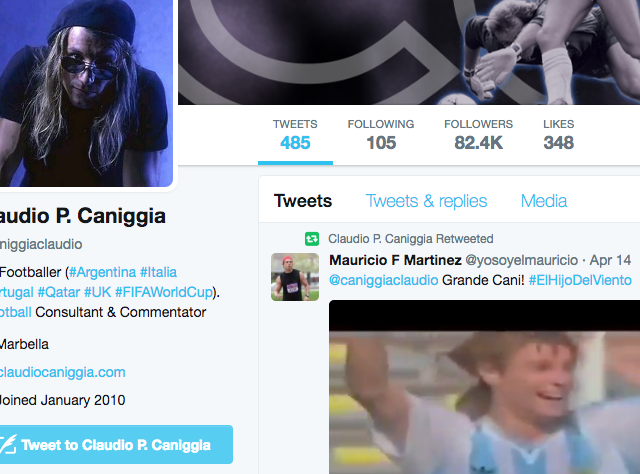 TWEETS FOLLOWING FOLLOWERS LIKES
485 105 82.4K 348
audio P. Caniggia
niggiaclaudio
Footballer (#Argentina #Italia
rtugal #Qatar #UK #FIFAWorldCup).
otball Consultant & Commentator
Marbella
claudiocaniggia.com
Joined January 2010
Tweet to Claudio P. Caniggia
Tweets Tweets & replies Media
Claudio P. Caniggia Retweeted
Mauricio F Martinez @yosoyelmauricio · Apr 14
@caniggiaclaudio Grande Cani! #ElHijoDelViento